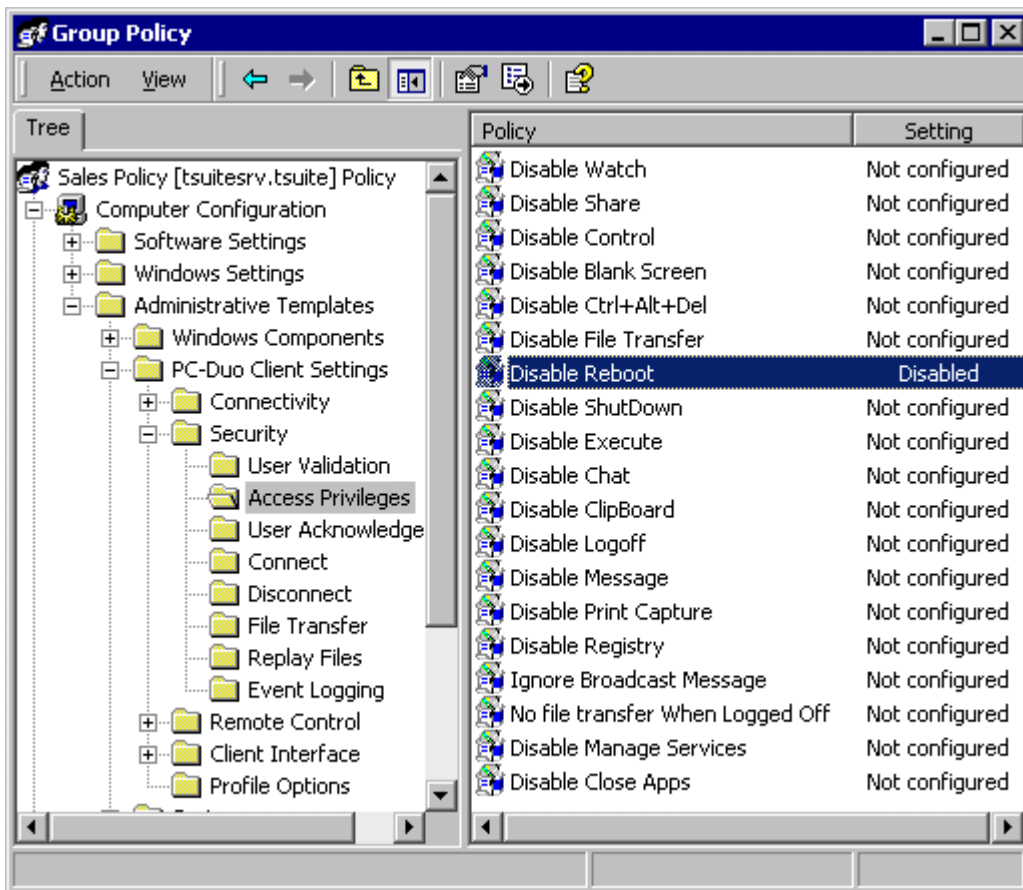 Group Policy
Action View
Tree
Sales Policy [tsuitesrv.tsuite] Policy
Computer Configuration
Software Settings
Windows Settings
Administrative Templates
Windows Components
PC-Duo Client Settings
Connectivity
Security
User Validation
Access Privileges
User Acknowledge
Connect
Disconnect
File Transfer
Replay Files
Event Logging
Remote Control
Client Interface
Profile Options
Policy Setting
Disable Watch Not configured
Disable Share Not configured
Disable Control Not configured
Disable Blank Screen Not configured
Disable Ctrl+Alt+Del Not configured
Disable File Transfer Not configured
Disable Reboot Disabled
Disable ShutDown Not configured
Disable Execute Not configured
Disable Chat Not configured
Disable ClipBoard Not configured
Disable Logoff Not configured
Disable Message Not configured
Disable Print Capture Not configured
Disable Registry Not configured
Ignore Broadcast Message Not configured
No file transfer When Logged Off Not configured
Disable Manage Services Not configured
Disable Close Apps Not configured